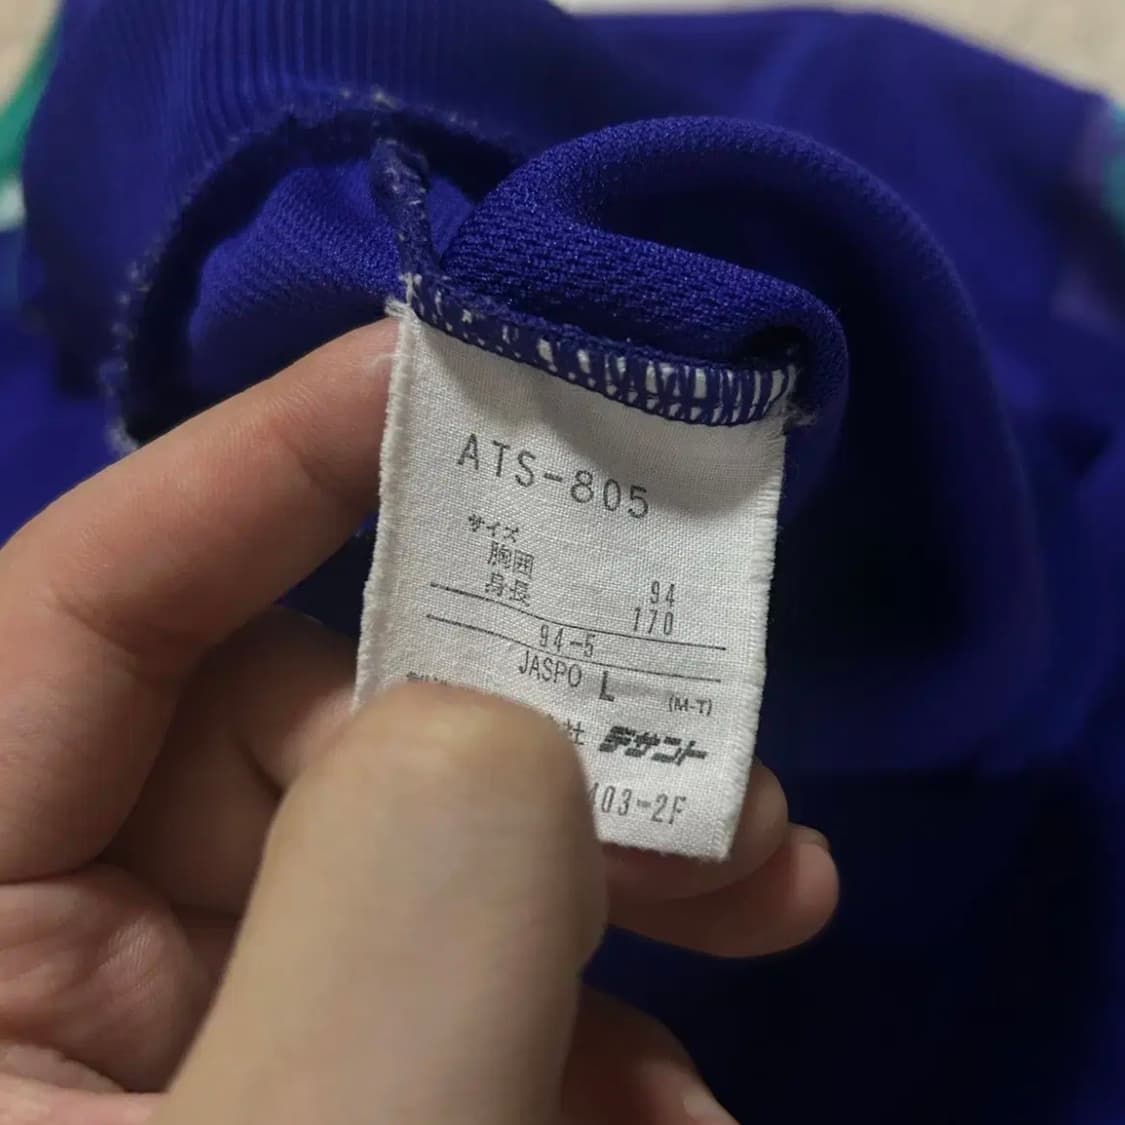 ATS-805
サイズ
胸囲 94
身長 170
94-5
JASPO L (M-T)
社 デサント
403-2F